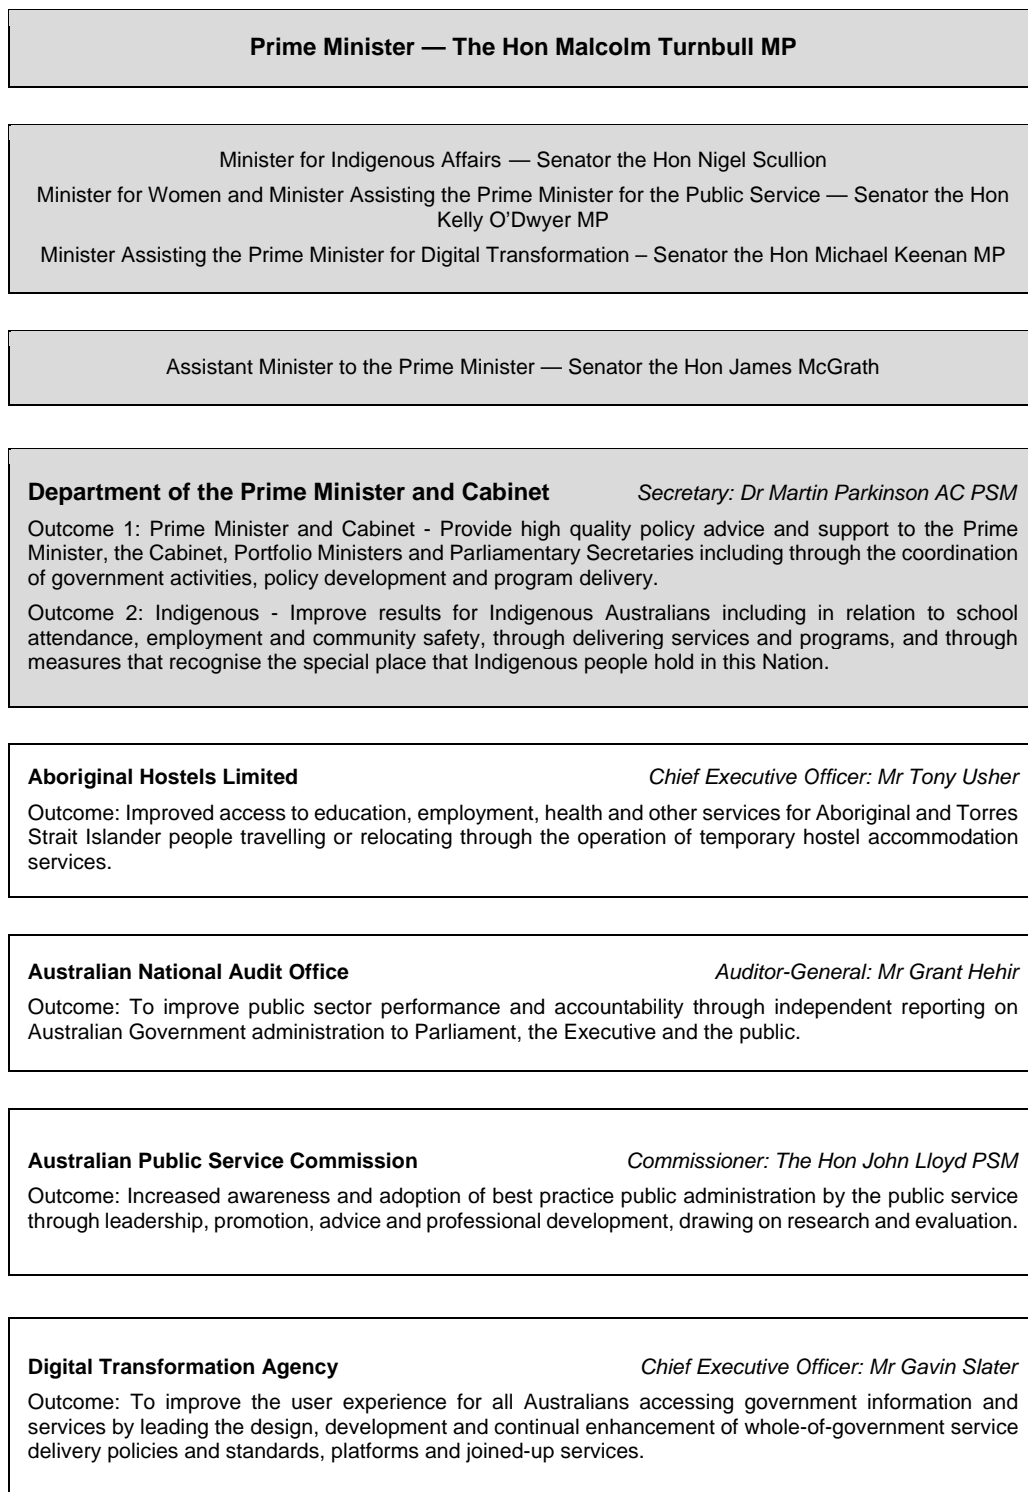 Prime Minister — The Hon Malcolm Turnbull MP
Minister for Indigenous Affairs — Senator the Hon Nigel Scullion
Minister for Women and Minister Assisting the Prime Minister for the Public Service — Senator the Hon
Kelly O’Dwyer MP
Minister Assisting the Prime Minister for Digital Transformation – Senator the Hon Michael Keenan MP
Assistant Minister to the Prime Minister — Senator the Hon James McGrath
Department of the Prime Minister and Cabinet Secretary: Dr Martin Parkinson AC PSM
Outcome 1: Prime Minister and Cabinet - Provide high quality policy advice and support to the Prime
Minister, the Cabinet, Portfolio Ministers and Parliamentary Secretaries including through the coordination
of government activities, policy development and program delivery.
Outcome 2: Indigenous - Improve results for Indigenous Australians including in relation to school
attendance, employment and community safety, through delivering services and programs, and through
measures that recognise the special place that Indigenous people hold in this Nation.
Aboriginal Hostels Limited Chief Executive Officer: Mr Tony Usher
Outcome: Improved access to education, employment, health and other services for Aboriginal and Torres
Strait Islander people travelling or relocating through the operation of temporary hostel accommodation
services.
Australian National Audit Office Auditor-General: Mr Grant Hehir
Outcome: To improve public sector performance and accountability through independent reporting on
Australian Government administration to Parliament, the Executive and the public.
Australian Public Service Commission Commissioner: The Hon John Lloyd PSM
Outcome: Increased awareness and adoption of best practice public administration by the public service
through leadership, promotion, advice and professional development, drawing on research and evaluation.
Digital Transformation Agency Chief Executive Officer: Mr Gavin Slater
Outcome: To improve the user experience for all Australians accessing government information and
services by leading the design, development and continual enhancement of whole-of-government service
delivery policies and standards, platforms and joined-up services.